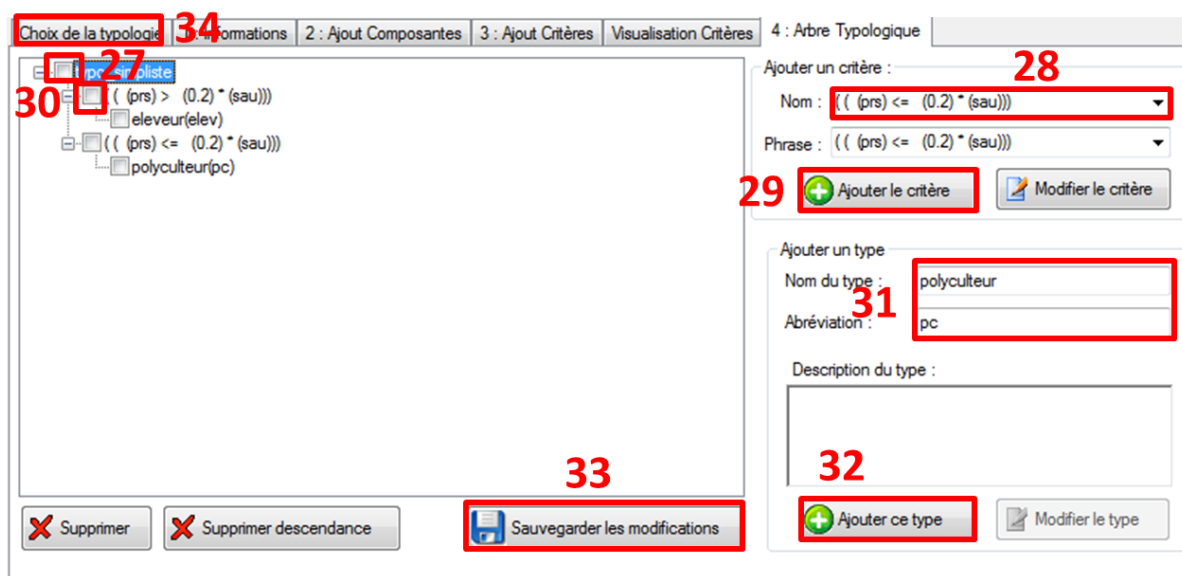 Choix de la typologie 34 1 : Informations 2 : Ajout Composantes 3 : Ajout Critères Visualisation Critères 4 : Arbre Typologique
27 typo simpliste
30 ( ( (prs) > (0.2) * (sau)))
eleveur(elev)
( ( (prs) <= (0.2) * (sau)))
polyculteur(pc)
Supprimer
Supprimer descendance
33
Sauvegarder les modifications
Ajouter un critère :
28
Nom : ( ( (prs) <= (0.2) * (sau)))
Phrase : ( ( (prs) <= (0.2) * (sau)))
29 Ajouter le critère Modifier le critère
Ajouter un type
Nom du type : polyculteur
31
Abréviation : pc
Description du type :
32
Ajouter ce type Modifier le type